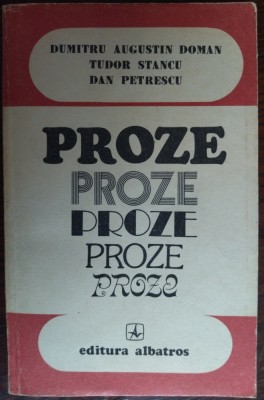 DUMITRU AUGUSTIN DOMAN
TUDOR STANCU
DAN PETRESCU
PROZE
PROZE
PROZE
PROZE
PROZE
editura albatros